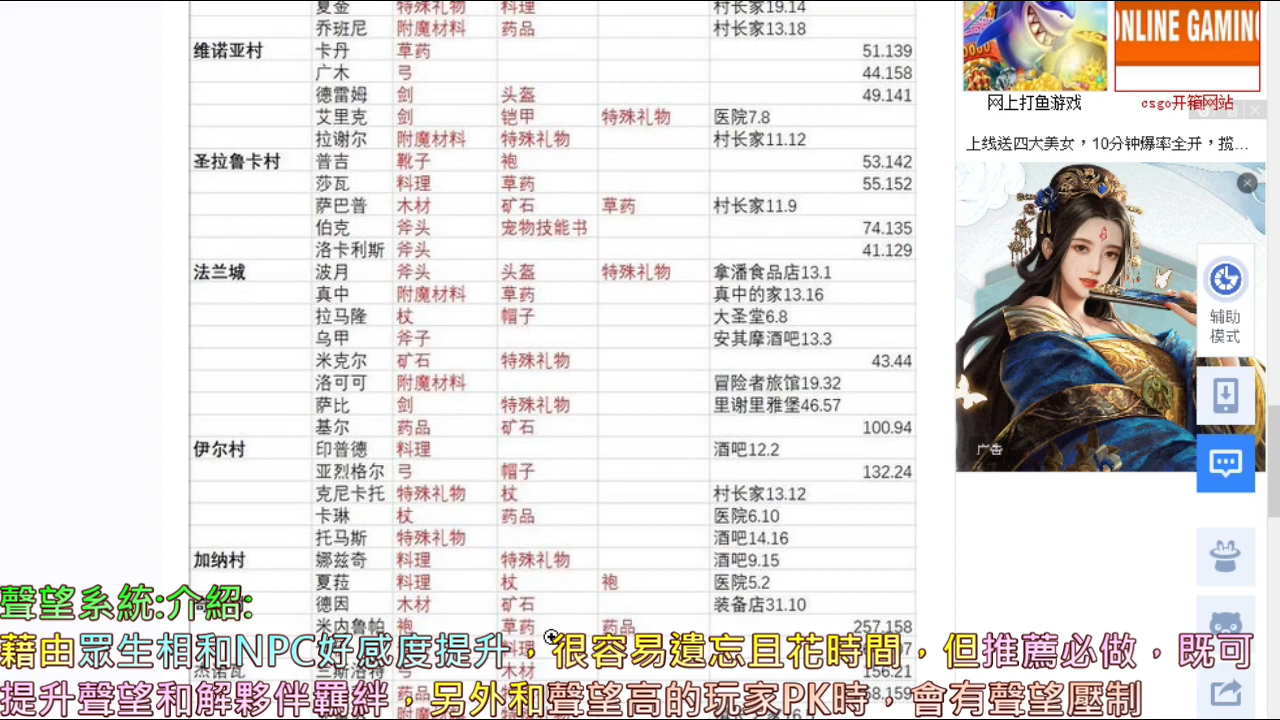 夏金 特殊礼物 料理 村长家19.14
乔班尼 附魔材料 药品 村长家13.18
维诺亚村 卡丹 草药 51.139
广木 弓 44.158
德雷姆 剑 头盔 49.141
艾里克 剑 铠甲 特殊礼物 医院7.8
拉谢尔 附魔材料 特殊礼物 村长家11.12
圣拉鲁卡村 普吉 靴子 袍 53.142
莎瓦 料理 草药 55.152
萨巴普 木材 矿石 草药 村长家11.9
伯克 斧头 宠物技能书 74.135
洛卡利斯 斧头 41.129
法兰城 波月 斧头 头盔 特殊礼物 拿潘食品店13.1
真中 附魔材料 草药 真中的家13.16
拉马隆 杖 帽子 大圣堂6.8
乌甲 斧子 安其摩酒吧13.3
米克尔 矿石 特殊礼物 43.44
洛可可 附魔材料 冒险者旅馆19.32
萨比 剑 特殊礼物 里谢里雅堡46.57
基尔 药品 矿石 100.94
伊尔村 印普德 料理 酒吧12.2
亚烈格尔 弓 帽子 132.24
克尼卡托 特殊礼物 杖 村长家13.12
卡琳 杖 药品 医院6.10
托马斯 特殊礼物 酒吧14.16
加纳村 娜兹奇 料理 特殊礼物 酒吧9.15
夏菈 料理 杖 袍 医院5.2
德因 木材 矿石 装备店31.10
米内鲁帕 袍 草药 药品 257.158
杰诺瓦 兰斯洛特 木材 156.21
药品
附魔材料
聲望系統:介紹:
藉由眾生相和NPC好感度提升，很容易遺忘且花時間，但推薦必做，既可
提升聲望和解夥伴羈絆，另外和聲望高的玩家PK時，會有聲望壓制
ONLINE GAMING
网上打鱼游戏
csgo开箱网站
上线送四大美女，10分钟爆率全开，揽...
广告
辅助
模式